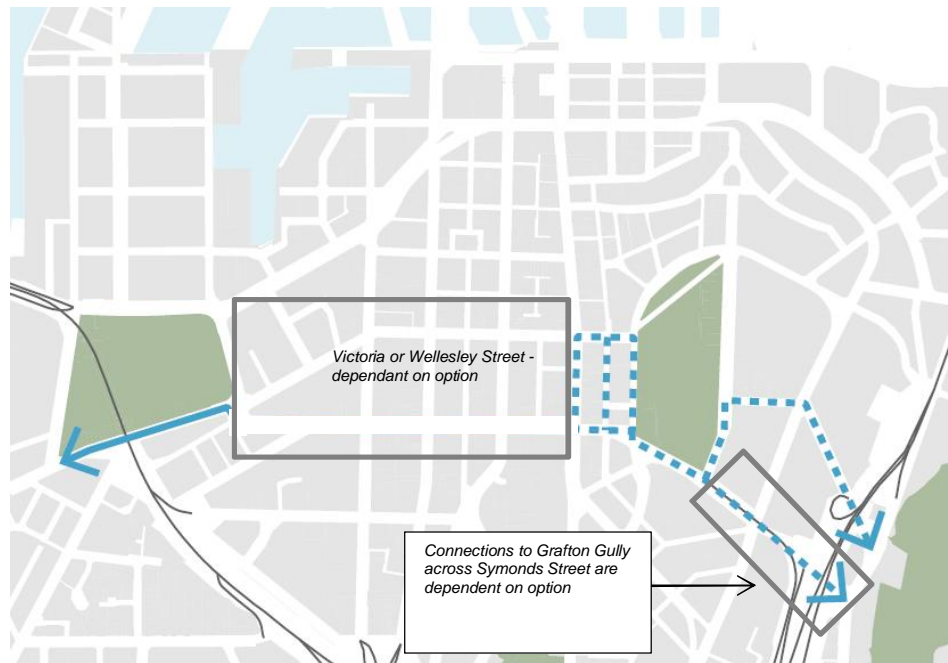 Victoria or Wellesley Street -
dependant on option
Connections to Grafton Gully
across Symonds Street are
dependent on option